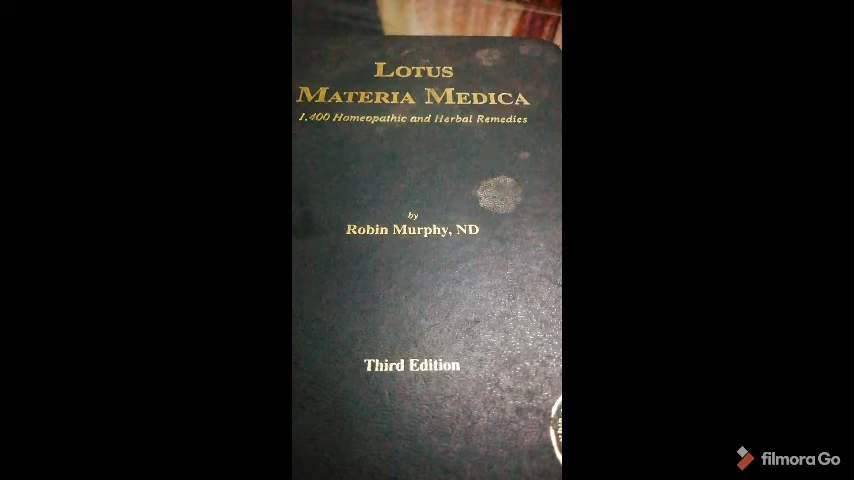 LOTUS
MATERIA MEDICA
1,400 Homeopathic and Herbal Remedies
by
Robin Murphy, ND
Third Edition
filmoraGo